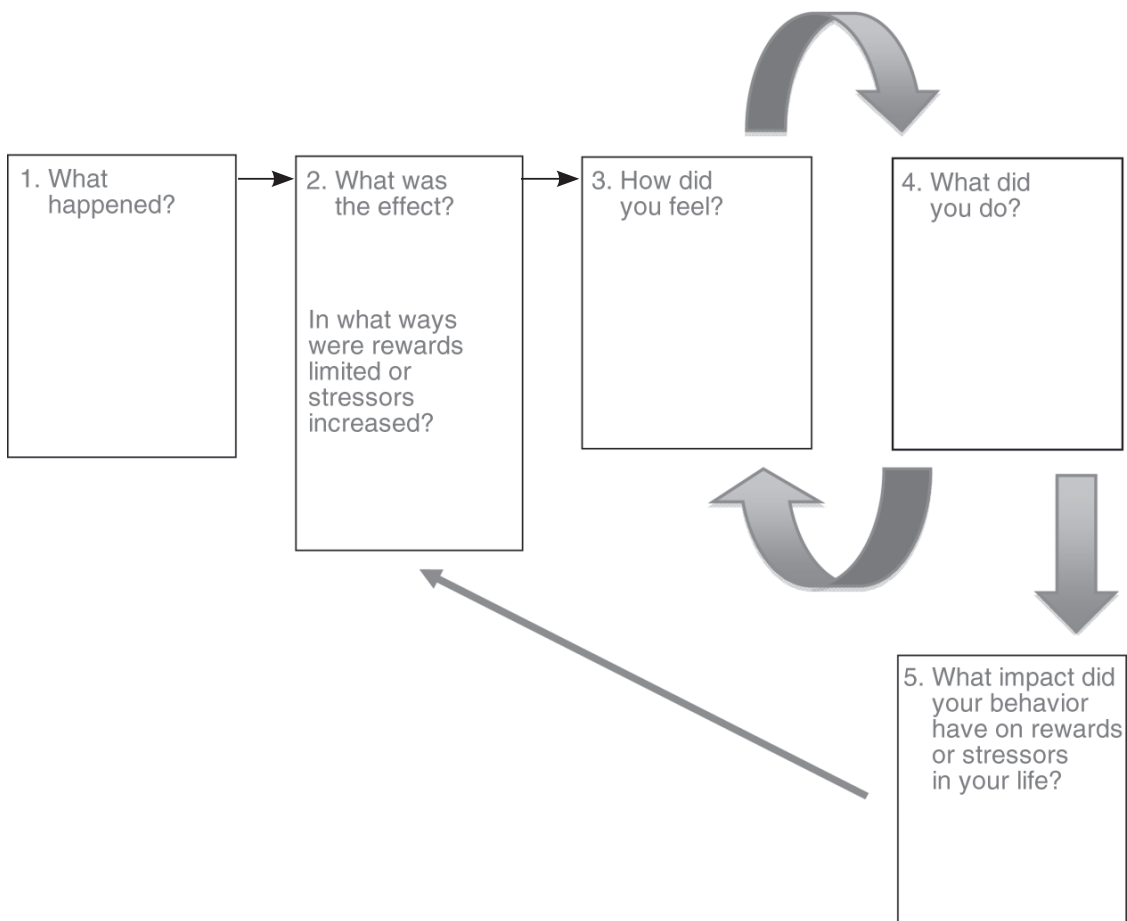 1. What
happened?
2. What was
the effect?
In what ways
were rewards
limited or
stressors
increased?
3. How did
you feel?
4. What did
you do?
5. What impact did
your behavior
have on rewards
or stressors
in your life?